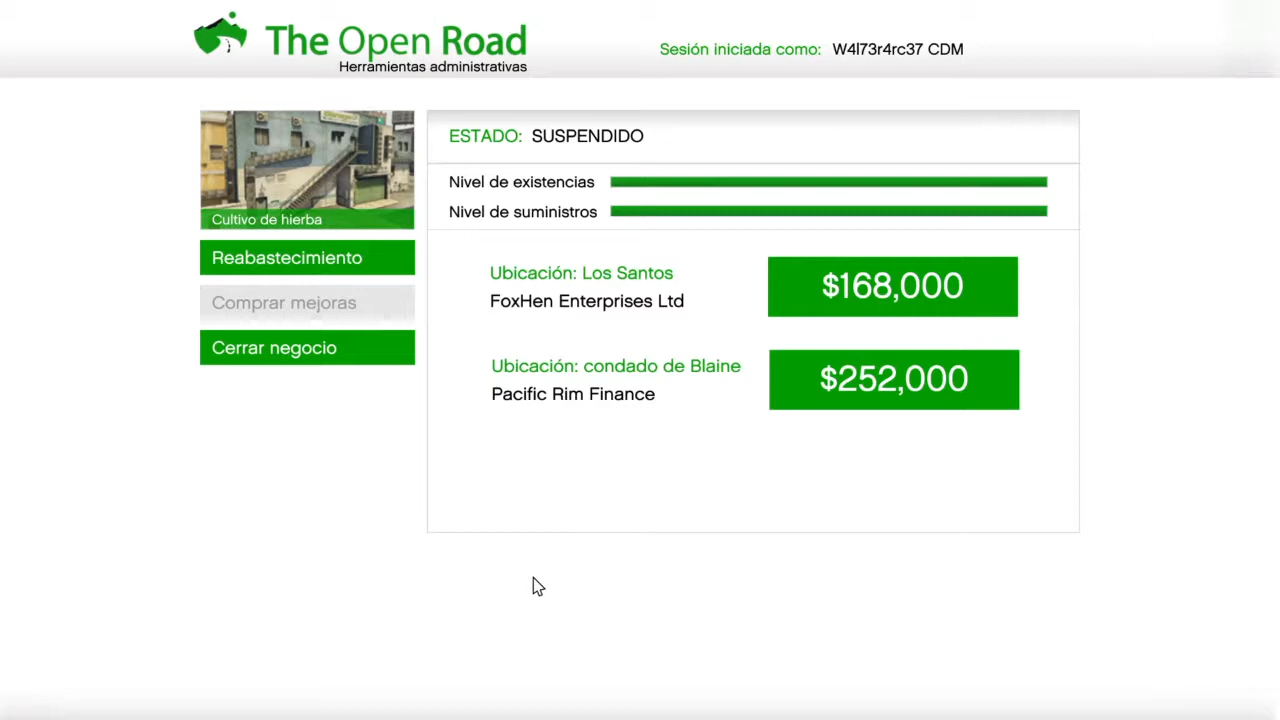 The Open Road
Herramientas administrativas
Sesión iniciada como: W4l73r4rc37 CDM
Cultivo de hierba
Reabastecimiento
Comprar mejoras
Cerrar negocio
ESTADO: SUSPENDIDO
Nivel de existencias
Nivel de suministros
Ubicación: Los Santos
FoxHen Enterprises Ltd
$168,000
Ubicación: condado de Blaine
Pacific Rim Finance
$252,000